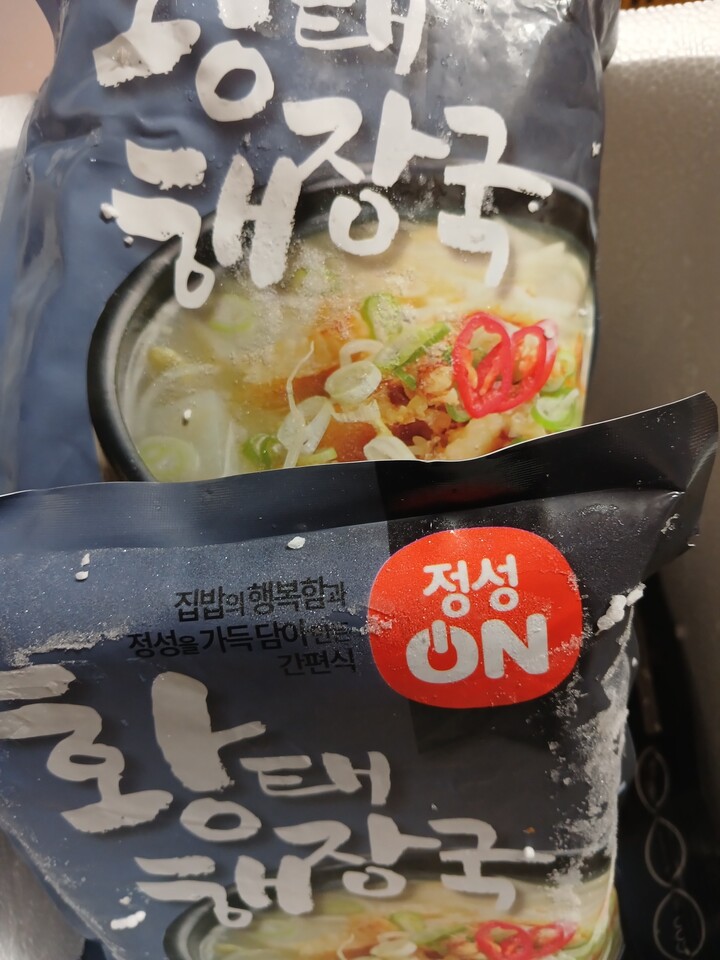 황태
해장국
집밥의 행복함과
정성을 가득 담아 만든
간편식
정성
ON
황태
해장국